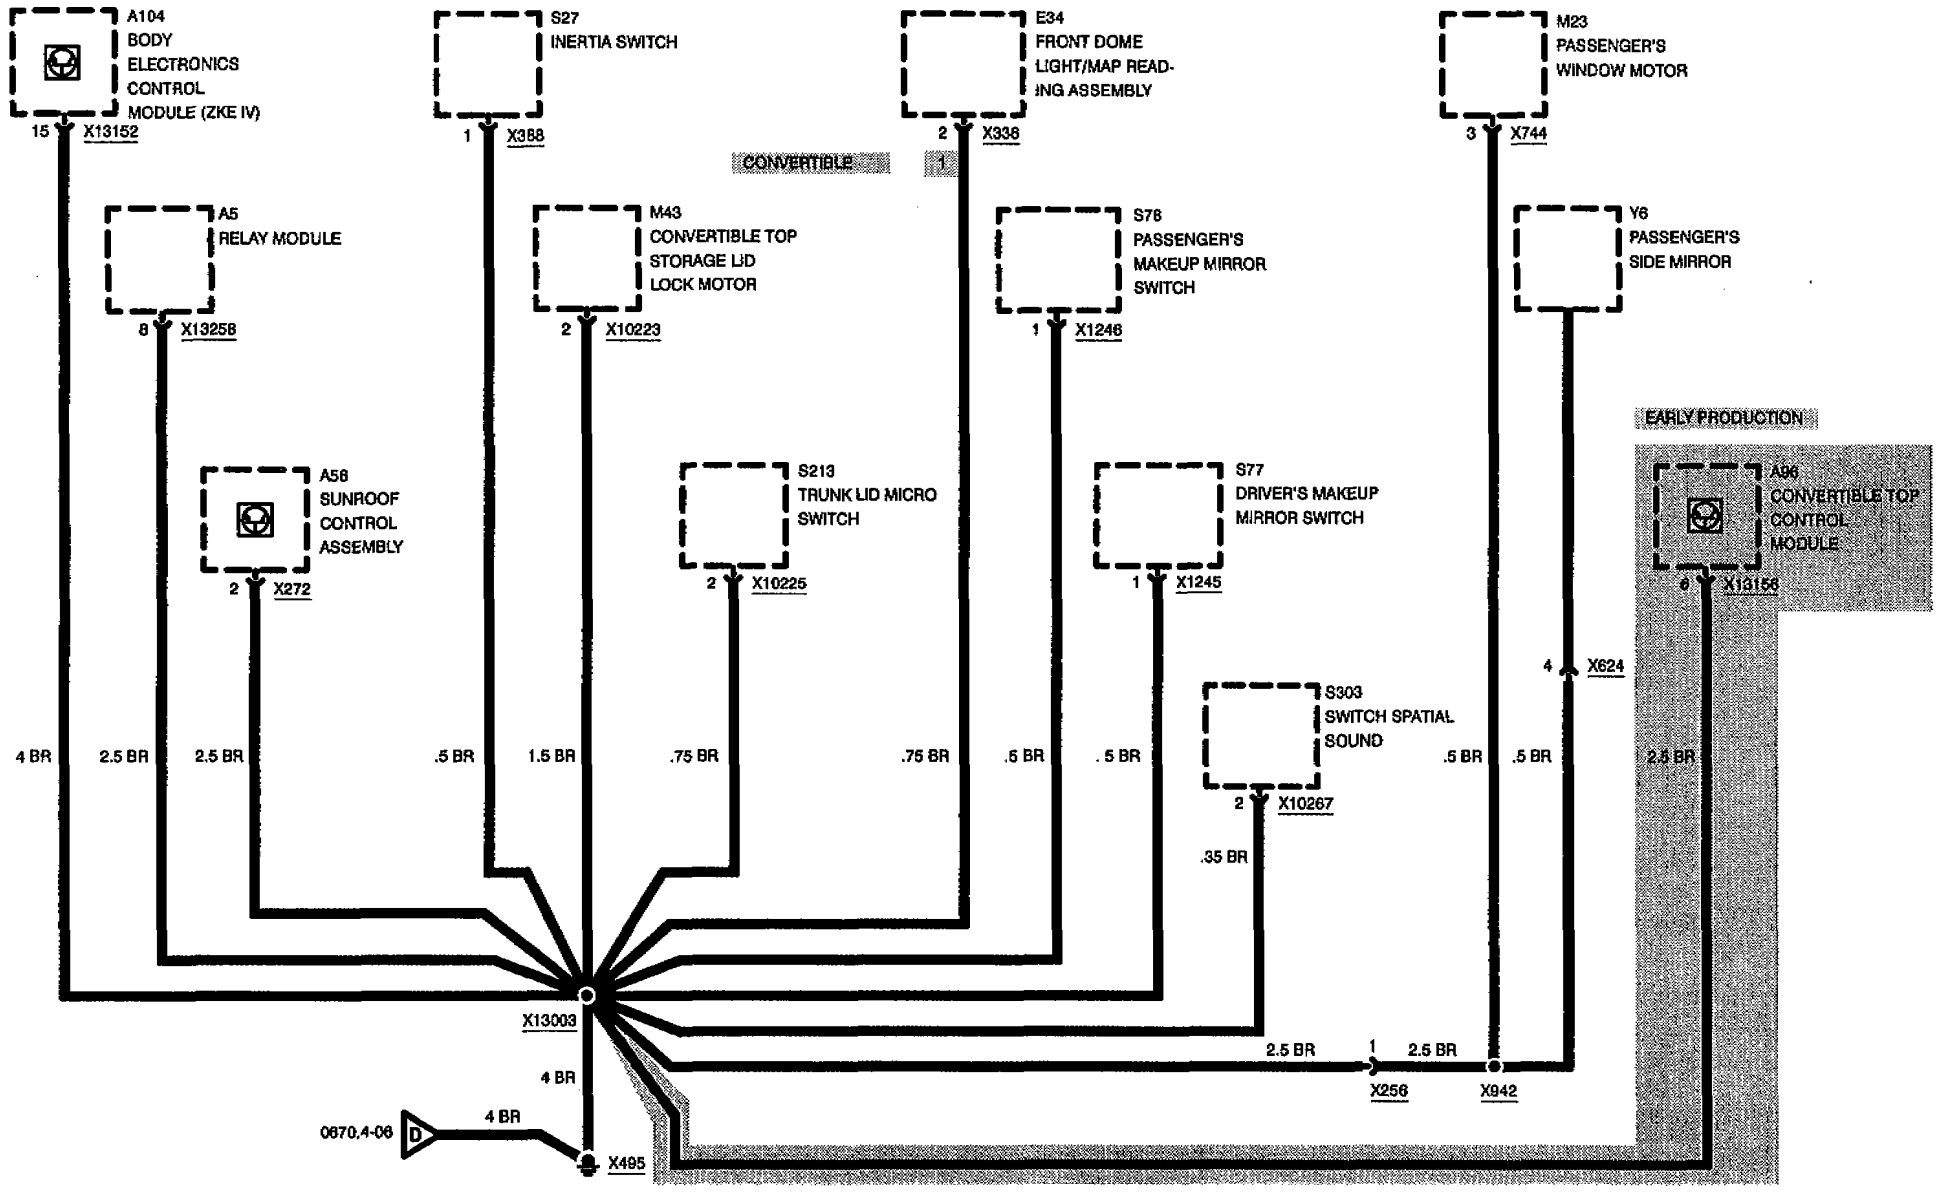 A104
BODY
ELECTRONICS
CONTROL
MODULE (ZKE IV)
15
X13152
S27
INERTIA SWITCH
1
X388
E34
FRONT DOME
LIGHT/MAP READ-
ING ASSEMBLY
2
X336
CONVERTIBLE
1
M23
PASSENGER'S
WINDOW MOTOR
3
X744
A5
RELAY MODULE
8
X13258
M43
CONVERTIBLE TOP
STORAGE LID
LOCK MOTOR
2
X10223
S78
PASSENGER'S
MAKEUP MIRROR
SWITCH
1
X1246
Y6
PASSENGER'S
SIDE MIRROR
EARLY PRODUCTION
A58
SUNROOF
CONTROL
ASSEMBLY
2
X272
S213
TRUNK LID MICRO
SWITCH
2
X10225
S77
DRIVER'S MAKEUP
MIRROR SWITCH
1
X1245
A96
CONVERTIBLE TOP
CONTROL
MODULE
6
X13156
4
X624
S303
SWITCH SPATIAL
SOUND
2
X10267
4 BR
2.5 BR
2.5 BR
.5 BR
1.5 BR
.75 BR
.75 BR
.5 BR
.5 BR
.5 BR
.5 BR
2.5 BR
.35 BR
X13003
2.5 BR
1
2.5 BR
X256
X942
4 BR
0670.4-06
D
4 BR
X495